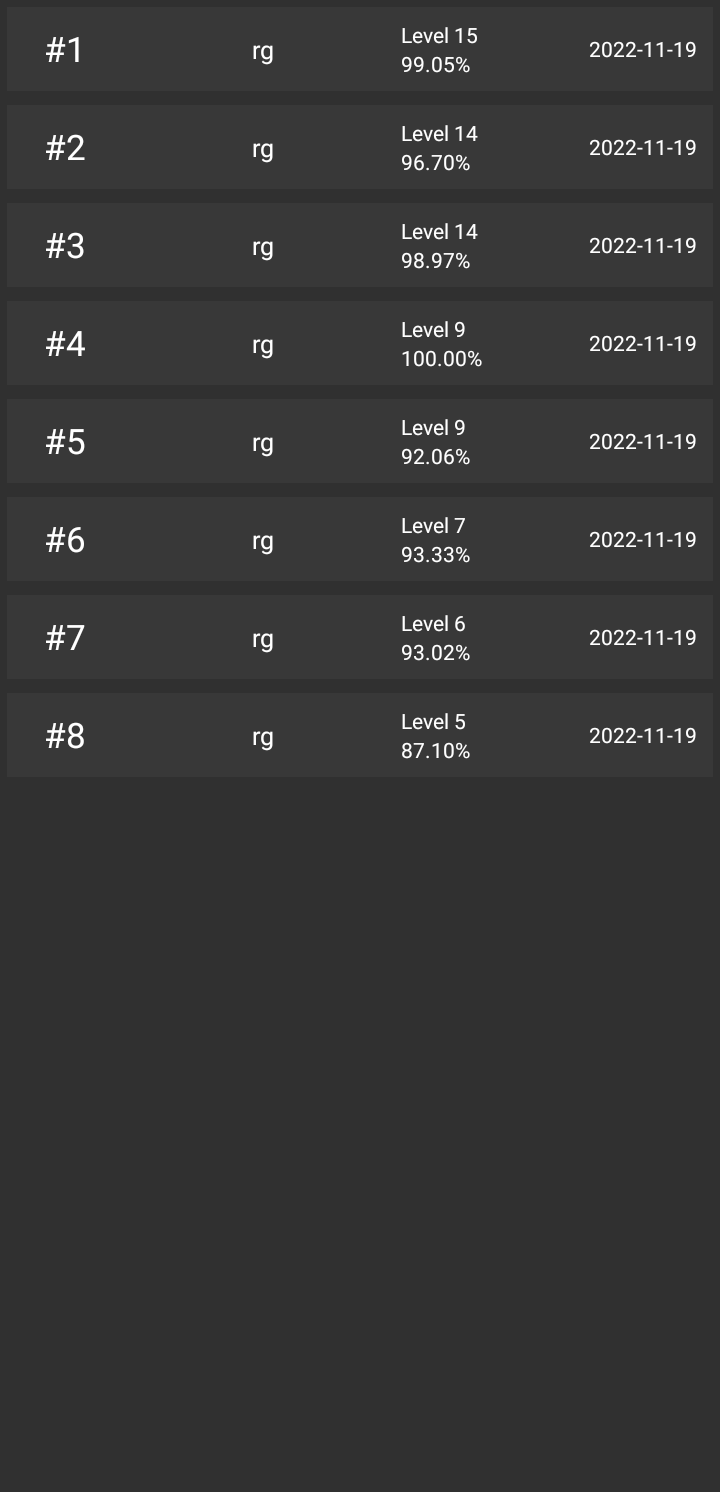 #1 rg Level 15 2022-11-19
99.05%
#2 rg Level 14 2022-11-19
96.70%
#3 rg Level 14 2022-11-19
98.97%
#4 rg Level 9 2022-11-19
100.00%
#5 rg Level 9 2022-11-19
92.06%
#6 rg Level 7 2022-11-19
93.33%
#7 rg Level 6 2022-11-19
93.02%
#8 rg Level 5 2022-11-19
87.10%